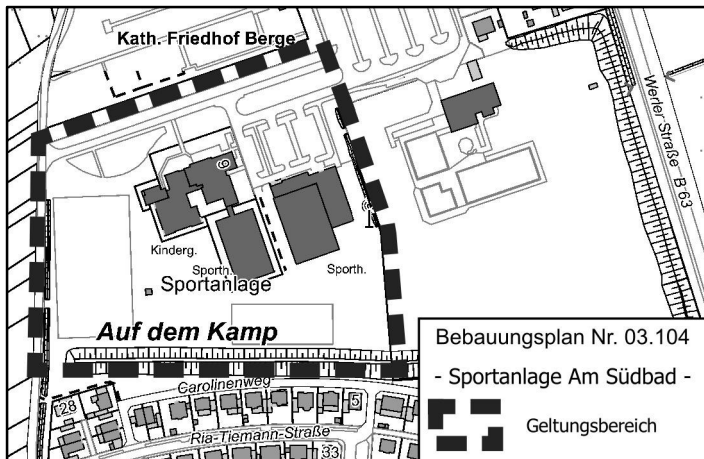 Kath. Friedhof Berge
Werler Straße B 63
9
Kinderg.
Sporth.
Sporth.
Sportanlage
Auf dem Kamp
Carolinenweg
28
5
Ria-Tiemann-Straße
33
Bebauungsplan Nr. 03.104
- Sportanlage Am Südbad -
Geltungsbereich